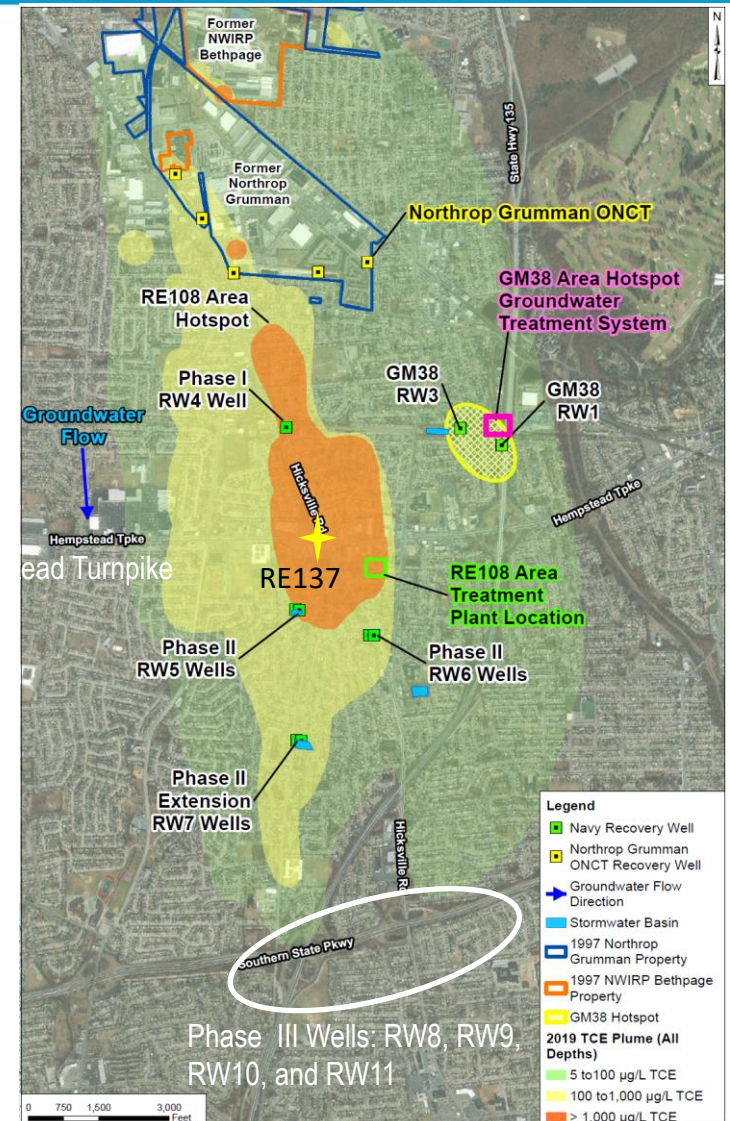 Former
NWIRP
Bethpage
N
State Hwy 135
Former
Northrop
Grumman
Northrop Grumman ONCT
RE108 Area
Hotspot
GM38 Area Hotspot
Groundwater
Treatment System
Phase I
RW4 Well
GM38
RW3
GM38
RW1
Groundwater
Flow
Hicksville Rd
Hempstead Tpke
Hempstead Tpke
ead Turnpike
RE137
RE108 Area
Treatment
Plant Location
Phase II
RW5 Wells
Phase II
RW6 Wells
Phase II
Extension
RW7 Wells
Hicksville Rd
Southern State Pkwy
Phase III Wells: RW8, RW9,
RW10, and RW11
Legend
Navy Recovery Well
Northrop Grumman
ONCT Recovery Well
Groundwater Flow
Direction
Stormwater Basin
1997 Northrop
Grumman Property
1997 NWIRP Bethpage
Property
GM38 Hotspot
2019 TCE Plume (All
Depths)
5 to100 µg/L TCE
100 to1,000 µg/L TCE
> 1,000 µg/L TCE
0 750 1,500 3,000
Feet